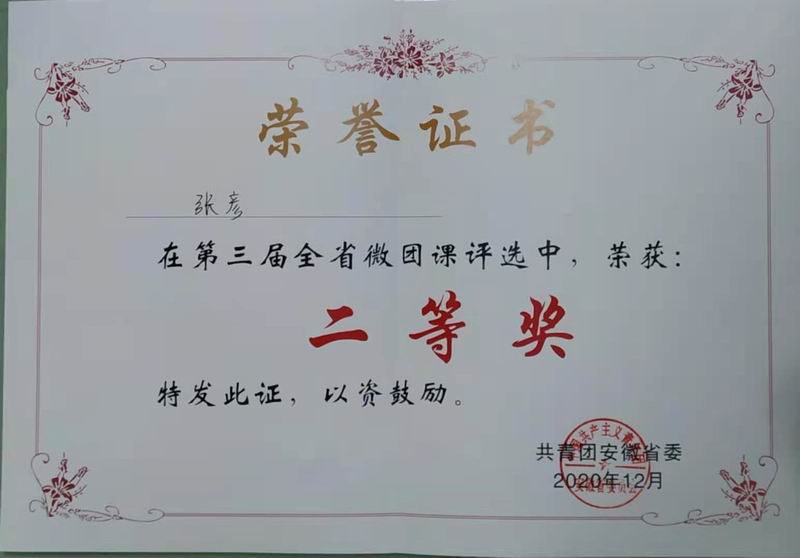 荣誉证书
张彦
在第三届全省微团课评选中，荣获：
二等奖
特发此证，以资鼓励。
共青团安徽省委
2020年12月